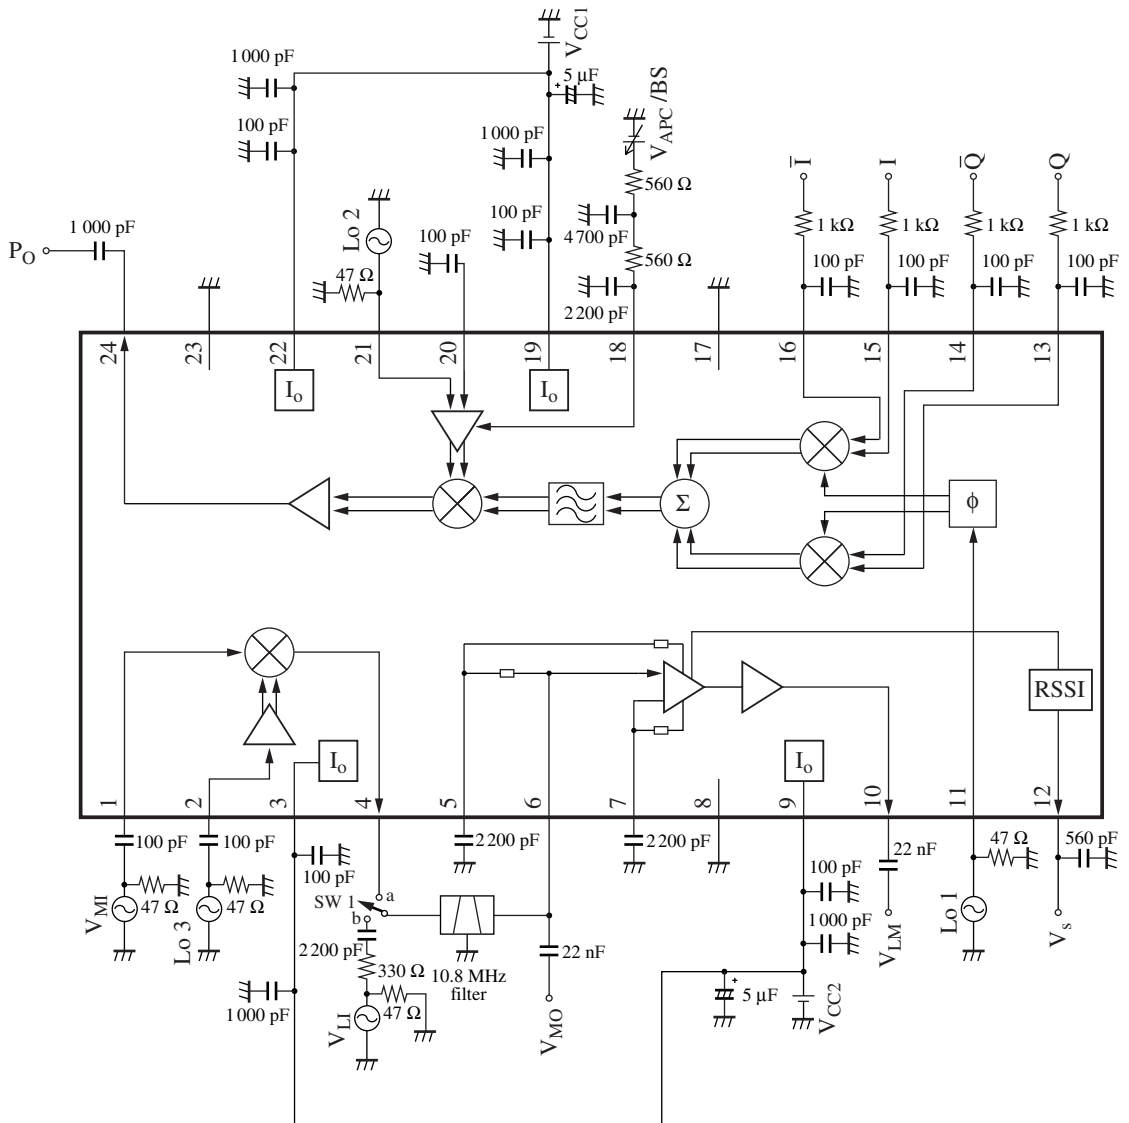 V_CC1
1 000 pF
5 µF
+
V_APC /BS
100 pF
1 000 pF
560 Ω
Ī
I
Q̄
Q
1 kΩ
1 kΩ
1 kΩ
1 kΩ
P_O
1 000 pF
Lo 2
100 pF
100 pF
4 700 pF
47 Ω
560 Ω
100 pF
100 pF
100 pF
100 pF
2 200 pF
24
23
22
21
20
19
18
17
16
15
14
13
I_o
I_o
Σ
ϕ
RSSI
I_o
I_o
1
2
3
4
5
6
7
8
9
10
11
12
100 pF
100 pF
2 200 pF
2 200 pF
47 Ω
560 pF
100 pF
22 nF
100 pF
V_MI
47 Ω
Lo 3
47 Ω
SW 1
a
b
1 000 pF
V_LM
Lo 1
V_s
2 200 pF
22 nF
330 Ω
10.8 MHz
filter
+
5 µF
V_CC2
1 000 pF
47 Ω
V_LI
V_MO